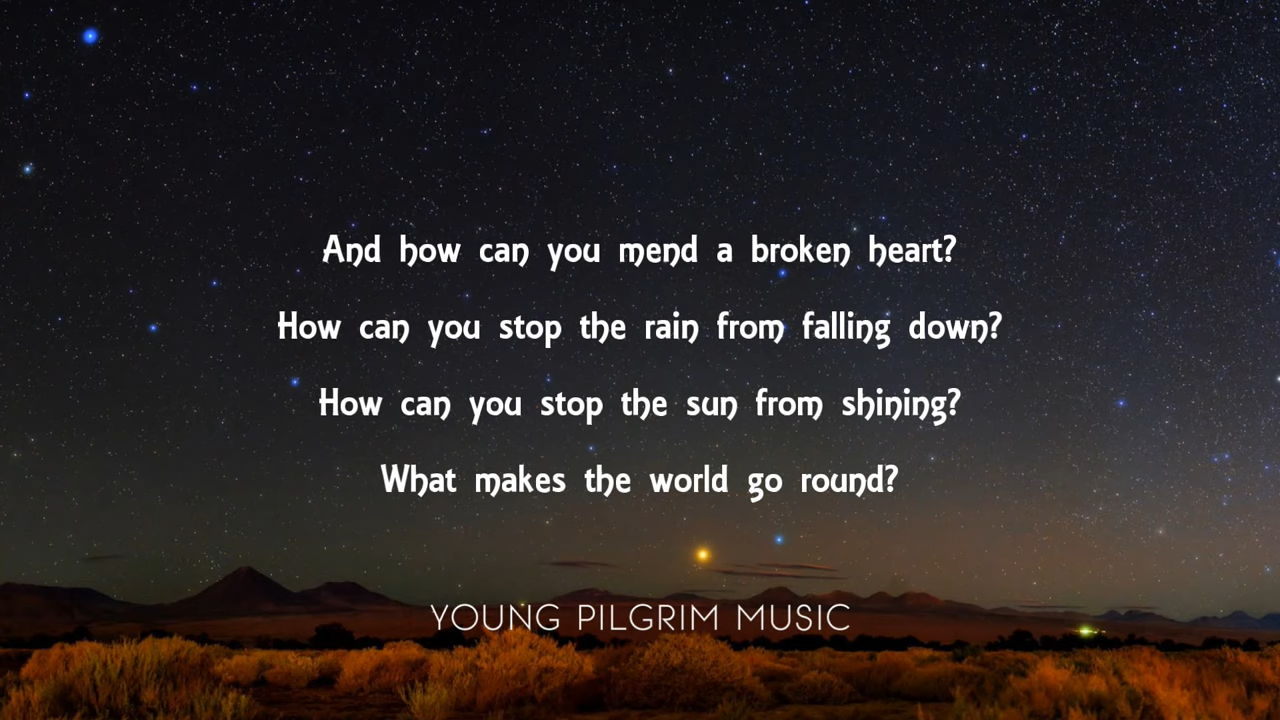 And how can you mend a broken heart?
How can you stop the rain from falling down?
How can you stop the sun from shining?
What makes the world go round?
YOUNG PILGRIM MUSIC